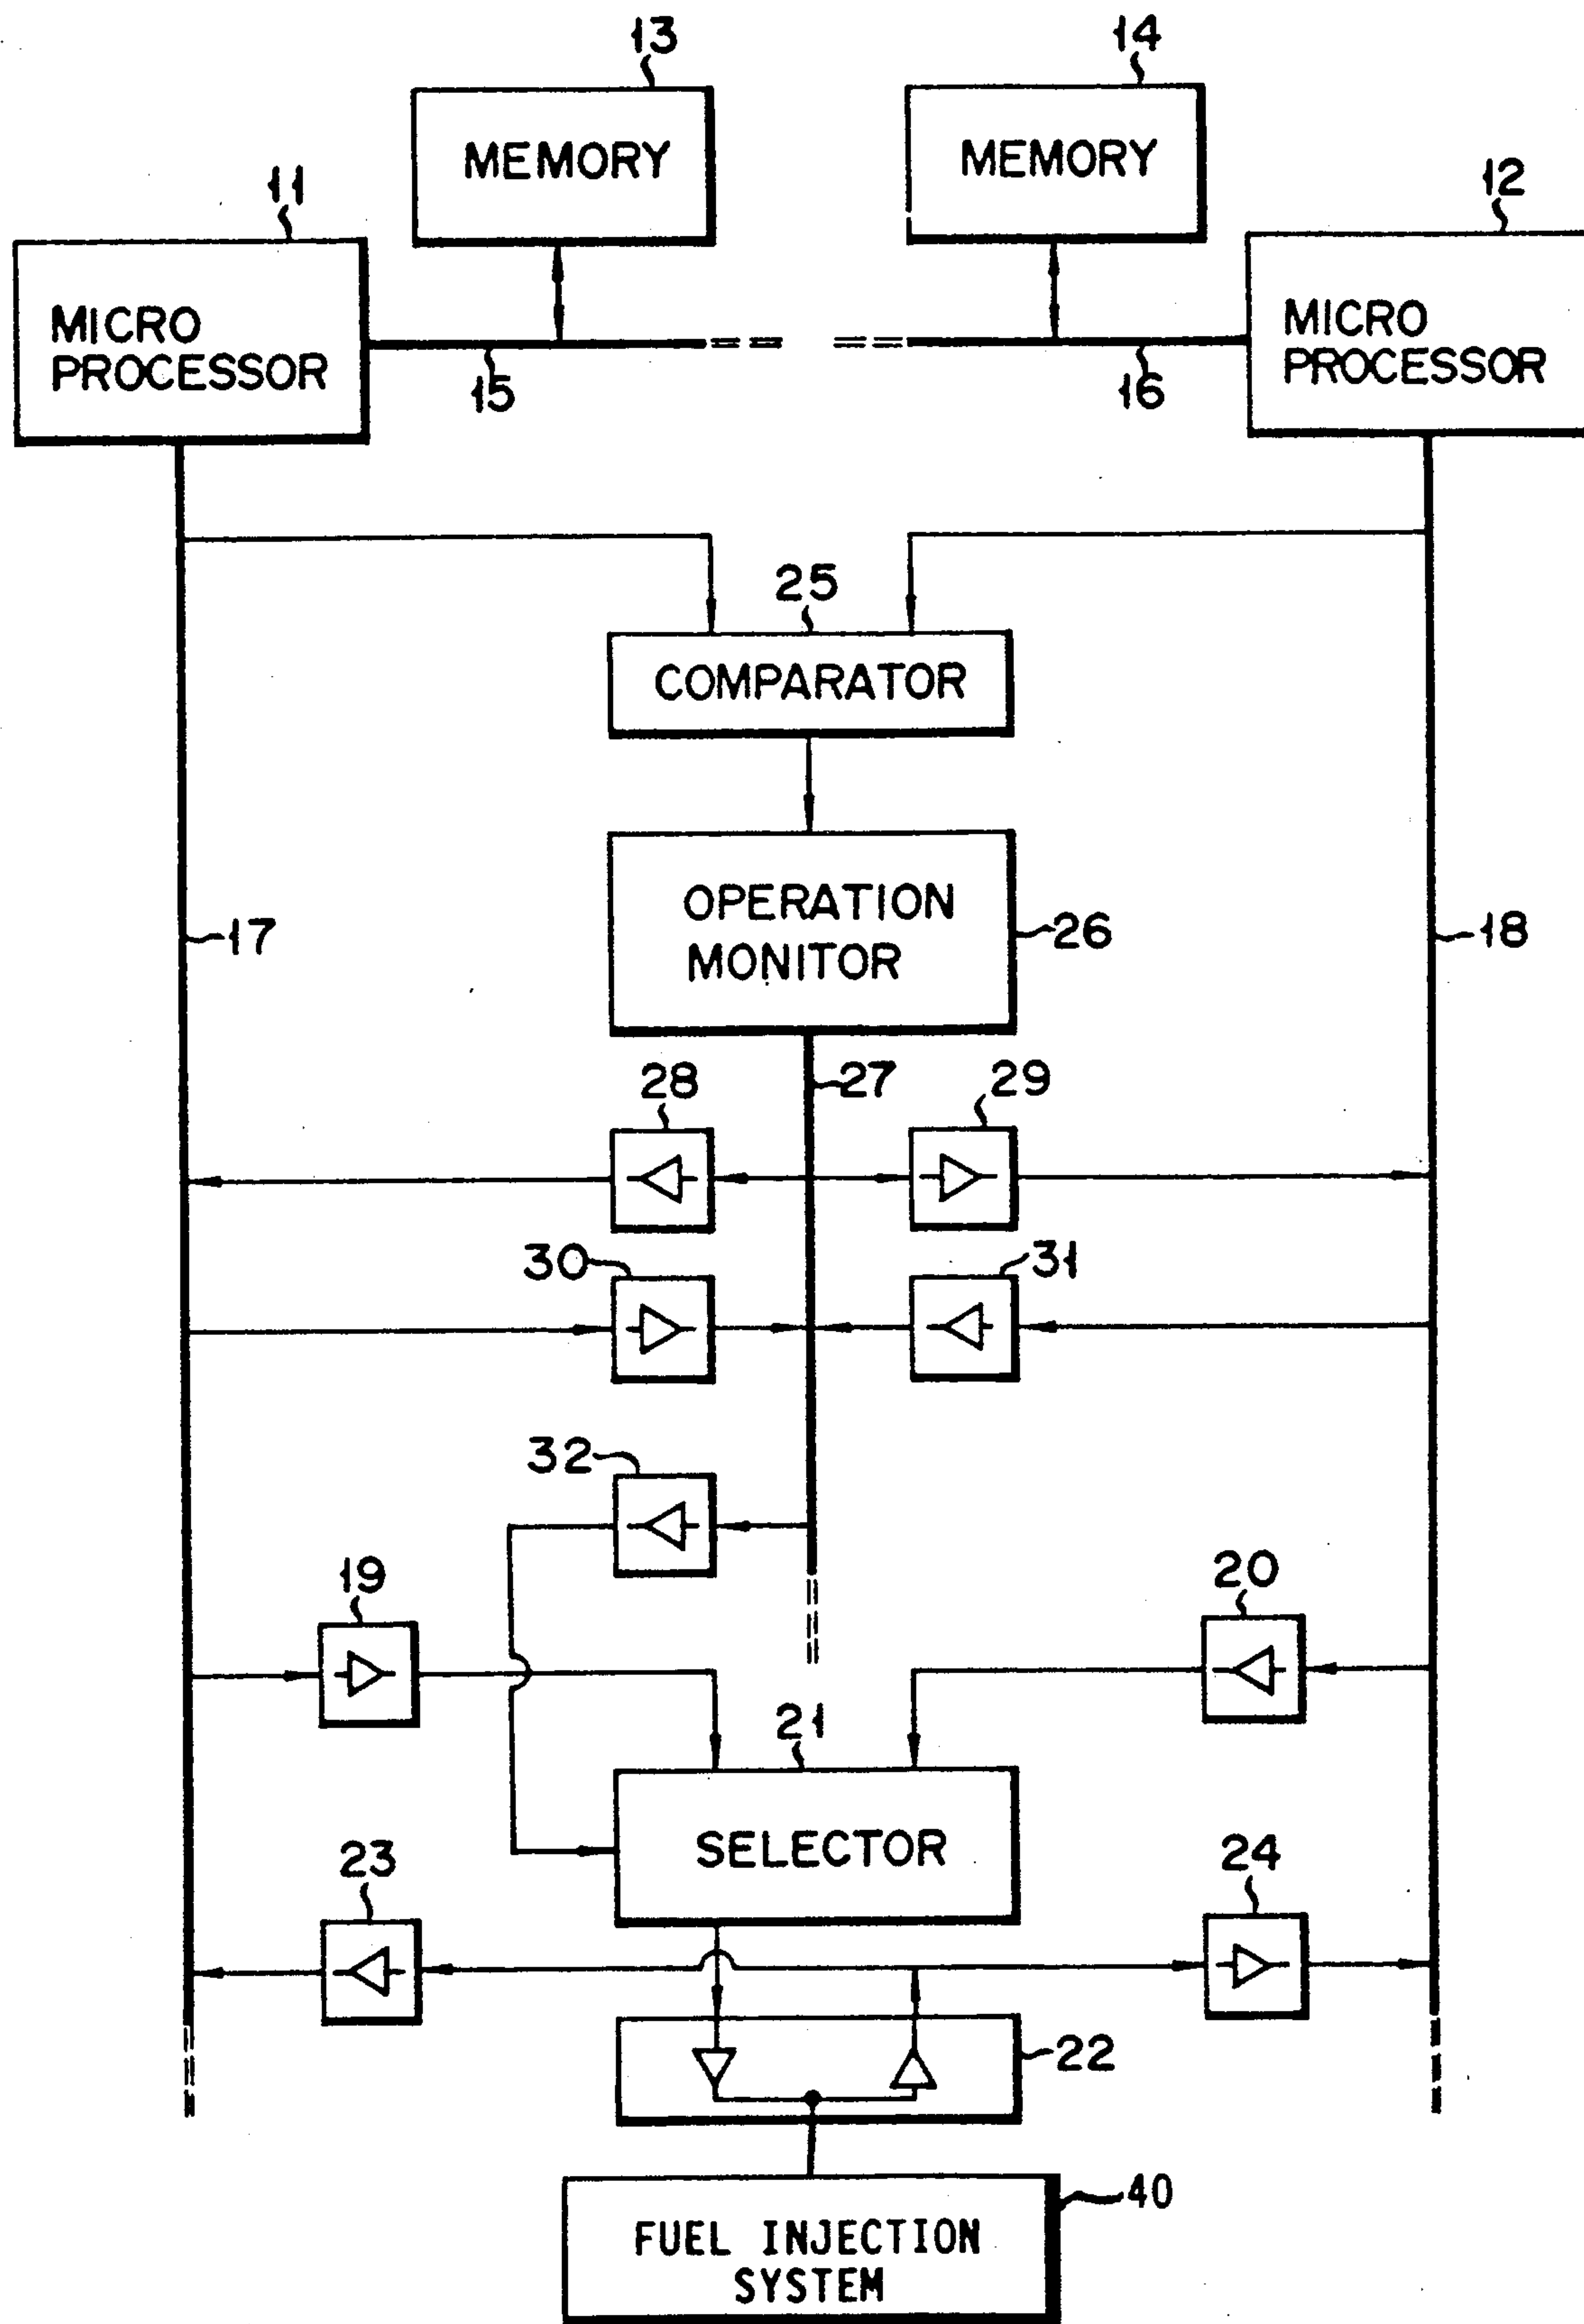 13
14
MEMORY
MEMORY
11
12
MICRO
PROCESSOR
MICRO
PROCESSOR
15
16
25
COMPARATOR
OPERATION
MONITOR
17
26
18
28
27
29
30
31
32
19
20
21
SELECTOR
23
24
22
40
FUEL INJECTION
SYSTEM